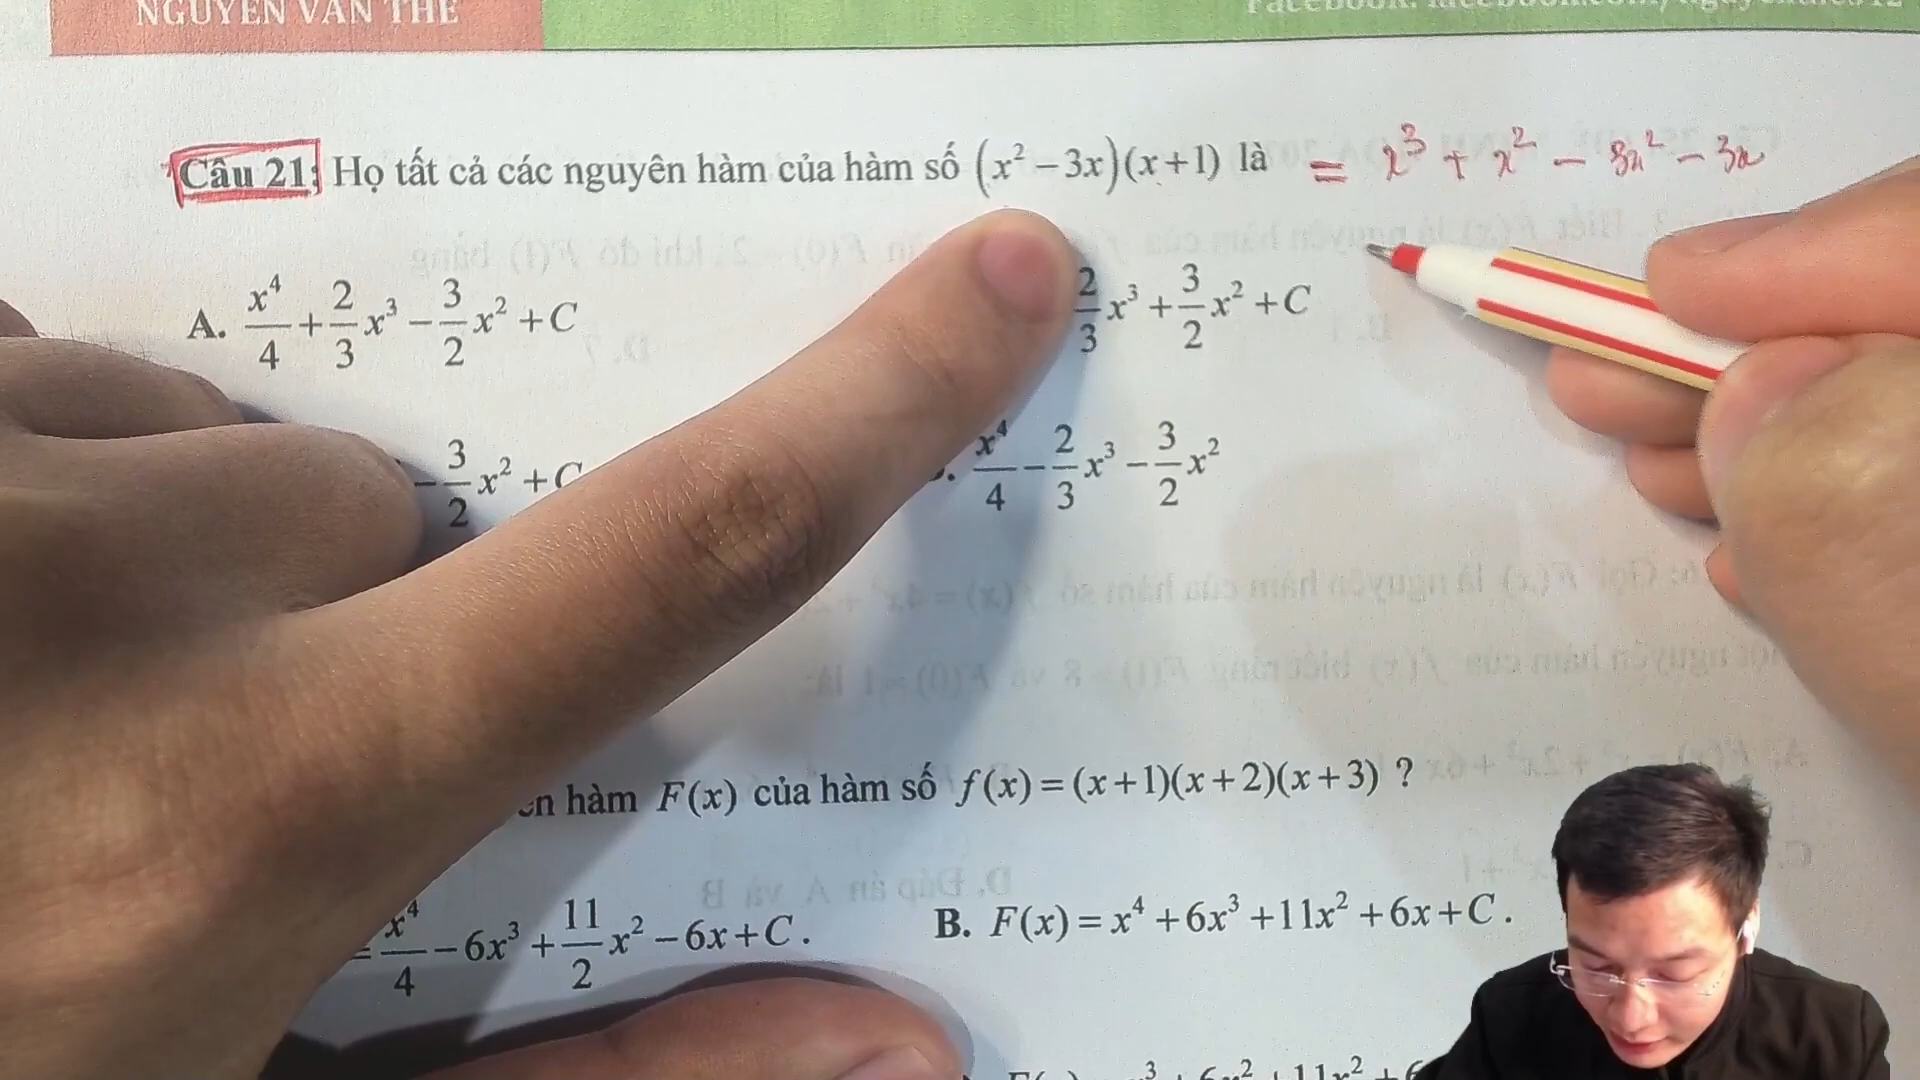 NGUYỄN VĂN THẾ
Câu 21: Họ tất cả các nguyên hàm của hàm số (x² − 3x)(x+1) là = x³ + x² − 3x² − 3x
A. x⁴/4 + 2/3 x³ − 3/2 x² + C
2/3 x³ + 3/2 x² + C
− 3/2 x² + C
x⁴/4 − 2/3 x³ − 3/2 x²
hàm F(x) của hàm số f(x) = (x+1)(x+2)(x+3) ?
= x⁴/4 − 6x³ + 11/2 x² − 6x + C .
B. F(x) = x⁴ + 6x³ + 11x² + 6x + C .